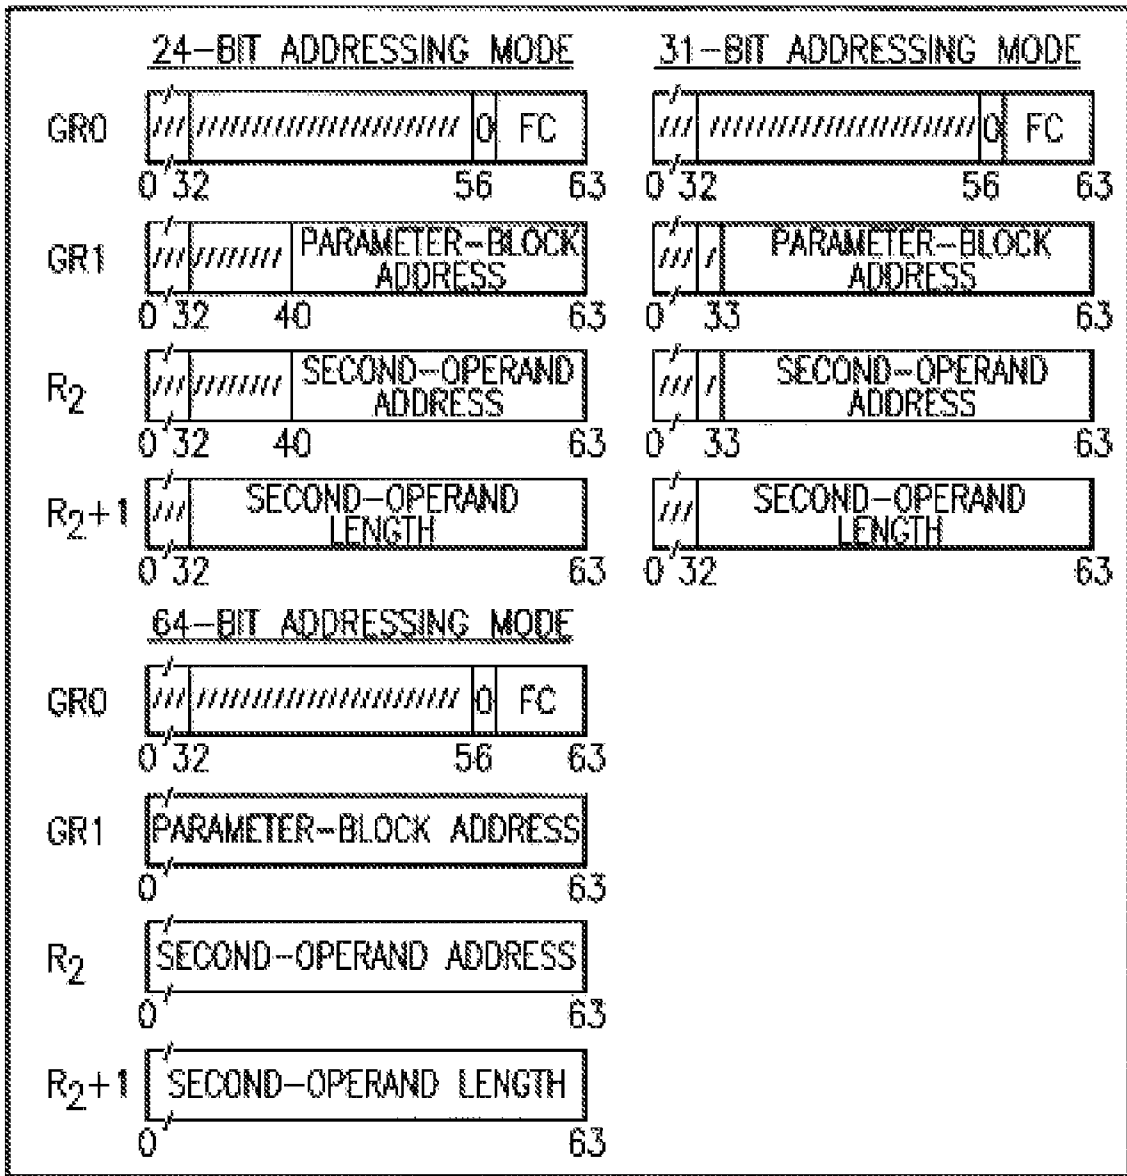 24-BIT ADDRESSING MODE 31-BIT ADDRESSING MODE
GR0 /// //////////////////////// 0 FC /// //////////////////////// 0 FC
0 32 56 63 0 32 56 63
GR1 /// //////// PARAMETER-BLOCK ADDRESS /// / PARAMETER-BLOCK ADDRESS
0 32 40 63 0 33 63
R2 /// //////// SECOND-OPERAND ADDRESS /// / SECOND-OPERAND ADDRESS
0 32 40 63 0 33 63
R2+1 /// SECOND-OPERAND LENGTH /// SECOND-OPERAND LENGTH
0 32 63 0 32 63
64-BIT ADDRESSING MODE
GR0 /// //////////////////////// 0 FC
0 32 56 63
GR1 PARAMETER-BLOCK ADDRESS
0 63
R2 SECOND-OPERAND ADDRESS
0 63
R2+1 SECOND-OPERAND LENGTH
0 63